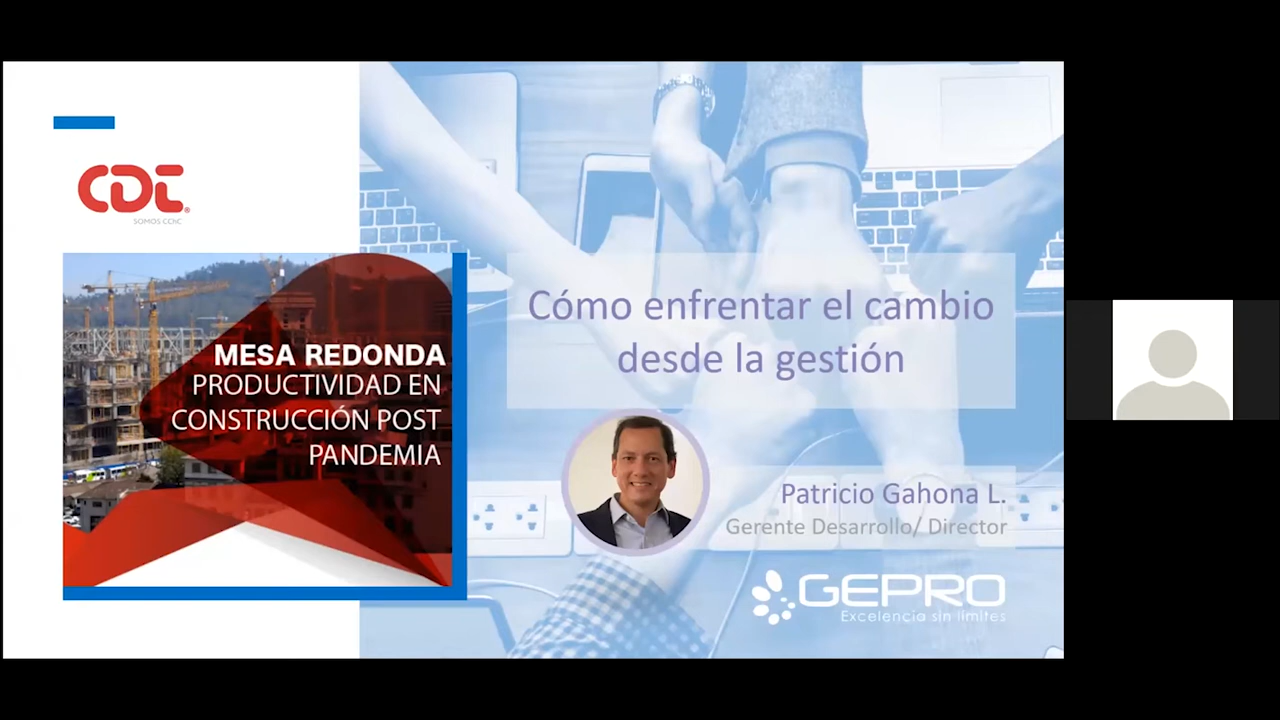 CDT®
SOMOS CChC
MESA REDONDA
PRODUCTIVIDAD EN
CONSTRUCCIÓN POST
PANDEMIA
Cómo enfrentar el cambio
desde la gestión
Patricio Gahona L.
Gerente Desarrollo/ Director
GEPRO
Excelencia sin límites